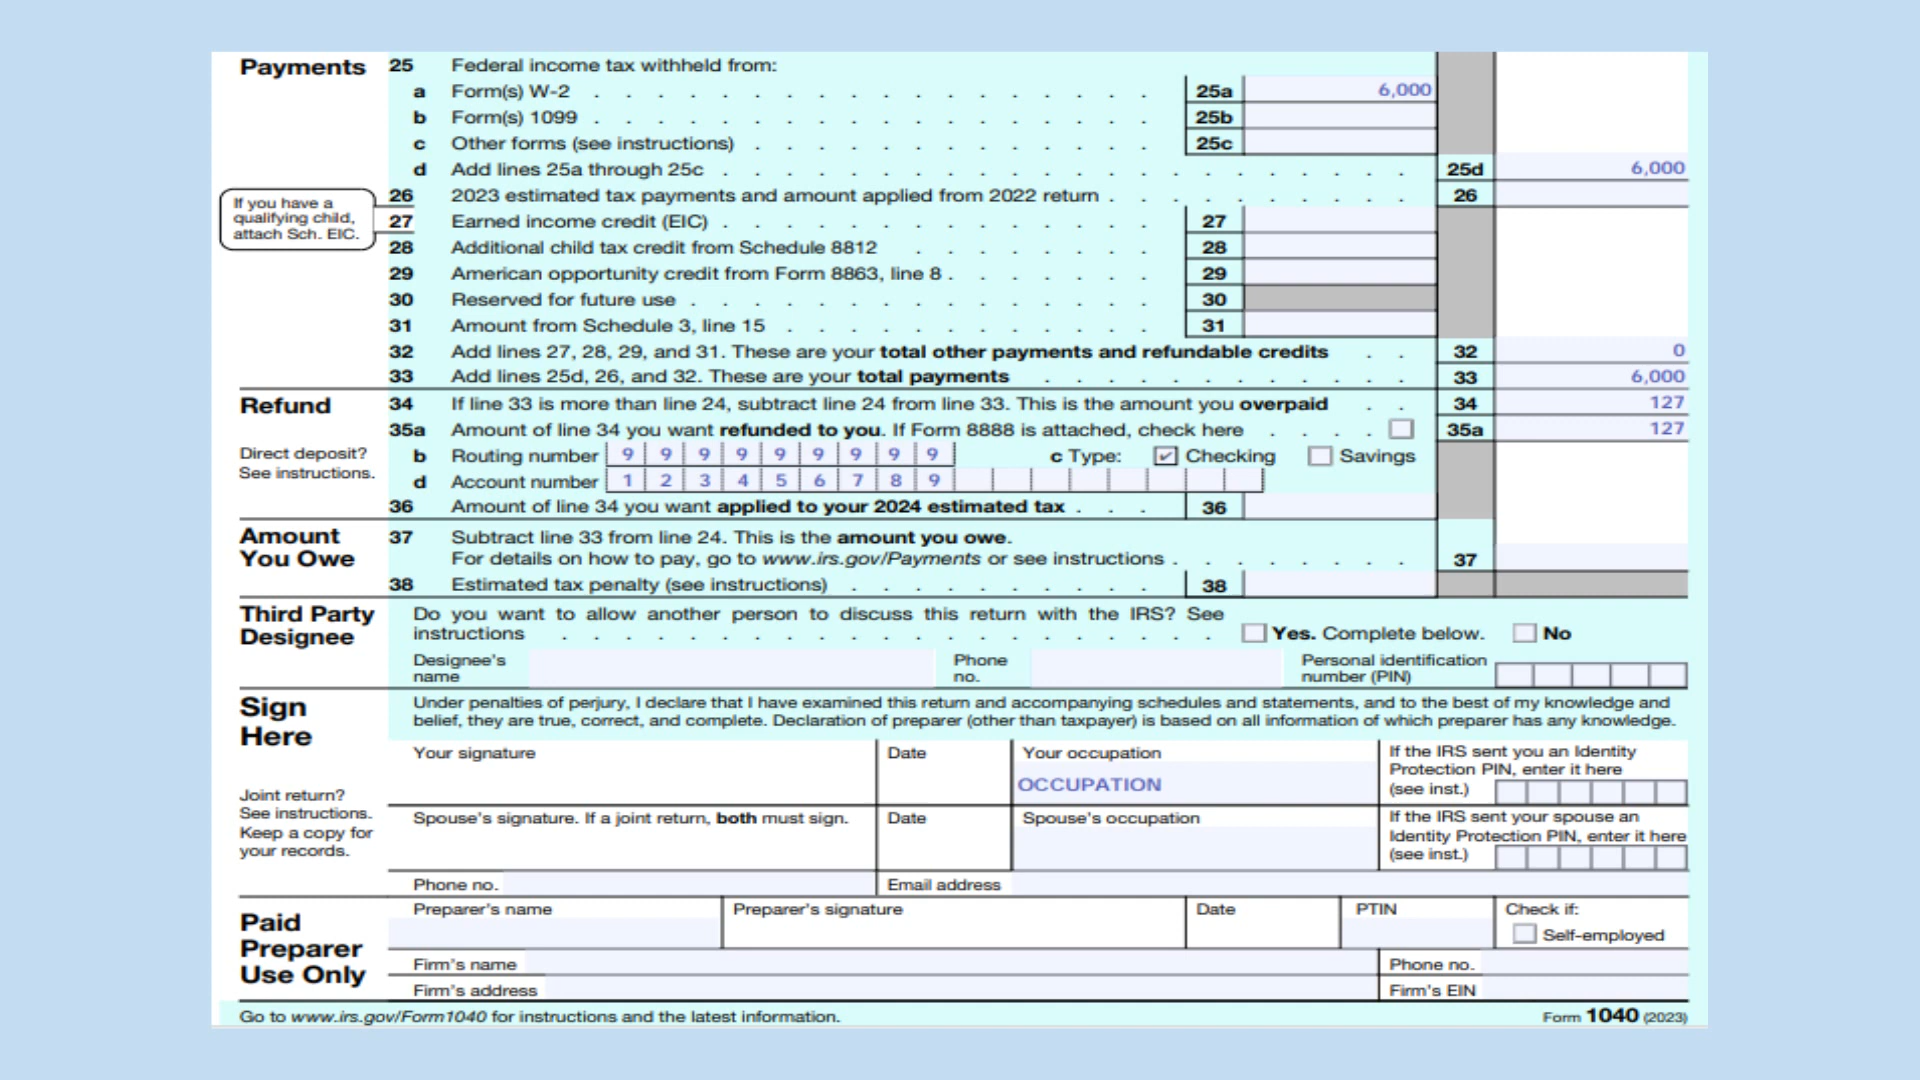 Payments 25 Federal income tax withheld from:
a Form(s) W-2 . . . . . . . . . . . . . . . . . . 25a 6,000
b Form(s) 1099 . . . . . . . . . . . . . . . . . . 25b
c Other forms (see instructions) . . . . . . . . . . . . . 25c
d Add lines 25a through 25c . . . . . . . . . . . . . . . . . . . . . . 25d 6,000
If you have a
qualifying child,
attach Sch. EIC.
26 2023 estimated tax payments and amount applied from 2022 return . . . . . . . . . . 26
27 Earned income credit (EIC) . . . . . . . . . . . . . . 27
28 Additional child tax credit from Schedule 8812 . . . . . . . . 28
29 American opportunity credit from Form 8863, line 8 . . . . . . . 29
30 Reserved for future use . . . . . . . . . . . . . . . 30
31 Amount from Schedule 3, line 15 . . . . . . . . . . . . 31
32 Add lines 27, 28, 29, and 31. These are your total other payments and refundable credits . . 32 0
33 Add lines 25d, 26, and 32. These are your total payments . . . . . . . . . . . . 33 6,000
Refund 34 If line 33 is more than line 24, subtract line 24 from line 33. This is the amount you overpaid . . 34 127
35a Amount of line 34 you want refunded to you. If Form 8888 is attached, check here . . . . 35a 127
Direct deposit?
See instructions.
b Routing number 9 9 9 9 9 9 9 9 9 c Type: ✓ Checking Savings
d Account number 1 2 3 4 5 6 7 8 9
36 Amount of line 34 you want applied to your 2024 estimated tax . . . 36
Amount
You Owe
37 Subtract line 33 from line 24. This is the amount you owe.
For details on how to pay, go to www.irs.gov/Payments or see instructions . . . . . . . . 37
38 Estimated tax penalty (see instructions) . . . . . . . . . . 38
Third Party
Designee
Do you want to allow another person to discuss this return with the IRS? See
instructions . . . . . . . . . . . . . . . . . . . . . Yes. Complete below. No
Designee's
name
Phone
no.
Personal identification
number (PIN)
Sign
Here
Under penalties of perjury, I declare that I have examined this return and accompanying schedules and statements, and to the best of my knowledge and
belief, they are true, correct, and complete. Declaration of preparer (other than taxpayer) is based on all information of which preparer has any knowledge.
Joint return?
See instructions.
Keep a copy for
your records.
Your signature
Date
Your occupation
OCCUPATION
If the IRS sent you an Identity
Protection PIN, enter it here
(see inst.)
Spouse's signature. If a joint return, both must sign.
Date
Spouse's occupation
If the IRS sent your spouse an
Identity Protection PIN, enter it here
(see inst.)
Phone no. Email address
Paid
Preparer
Use Only
Preparer's name Preparer's signature Date PTIN Check if:
Self-employed
Firm's name Phone no.
Firm's address Firm's EIN
Go to www.irs.gov/Form1040 for instructions and the latest information. Form 1040 (2023)